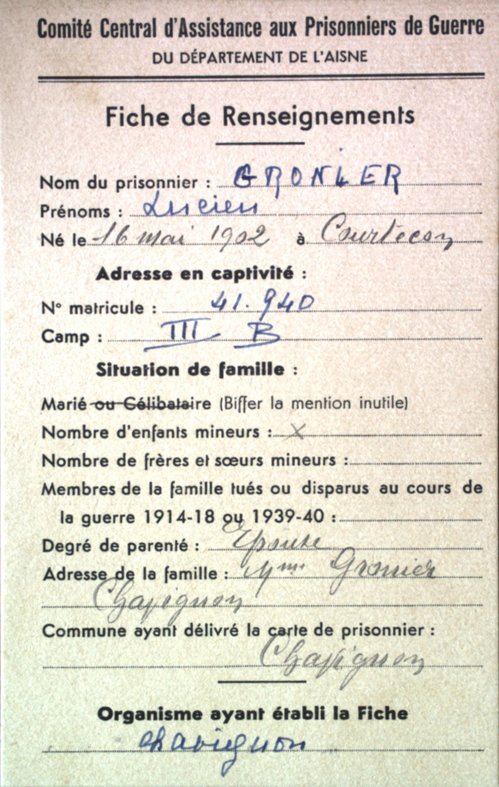 Comité Central d'Assistance aux Prisonniers de Guerre
DU DÉPARTEMENT DE L'AISNE
Fiche de Renseignements
Nom du prisonnier : GRONIER
Prénoms : Lucien
Né le 16 mai 1902 à Courtecon
Adresse en captivité :
N° matricule : 41.940
Camp : III B
Situation de famille :
Marié ou Célibataire (Biffer la mention inutile)
Nombre d'enfants mineurs : X
Nombre de frères et sœurs mineurs :
Membres de la famille tués ou disparus au cours de
la guerre 1914-18 ou 1939-40 :
Degré de parenté : Epouse
Adresse de la famille : Mme Gronier
Chavignon
Commune ayant délivré la carte de prisonnier :
Chavignon
Organisme ayant établi la Fiche
chavignon